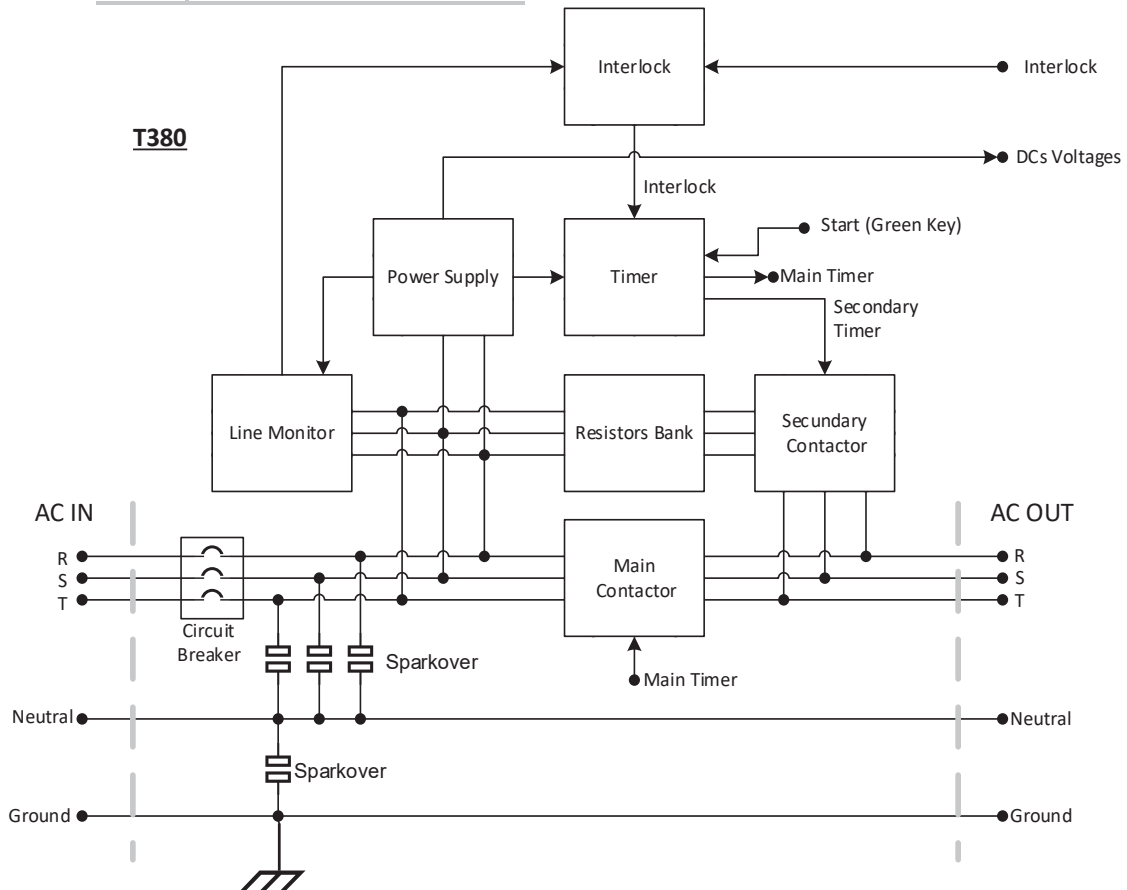 Interlock
Interlock
T380
DCs Voltages
Interlock
Start (Green Key)
Power Supply
Timer
Main Timer
Secondary
Timer
Line Monitor
Resistors Bank
Secundary
Contactor
AC IN
AC OUT
R
S
T
Main
Contactor
R
S
T
Circuit
Breaker
Sparkover
Main Timer
Neutral
Neutral
Sparkover
Ground
Ground